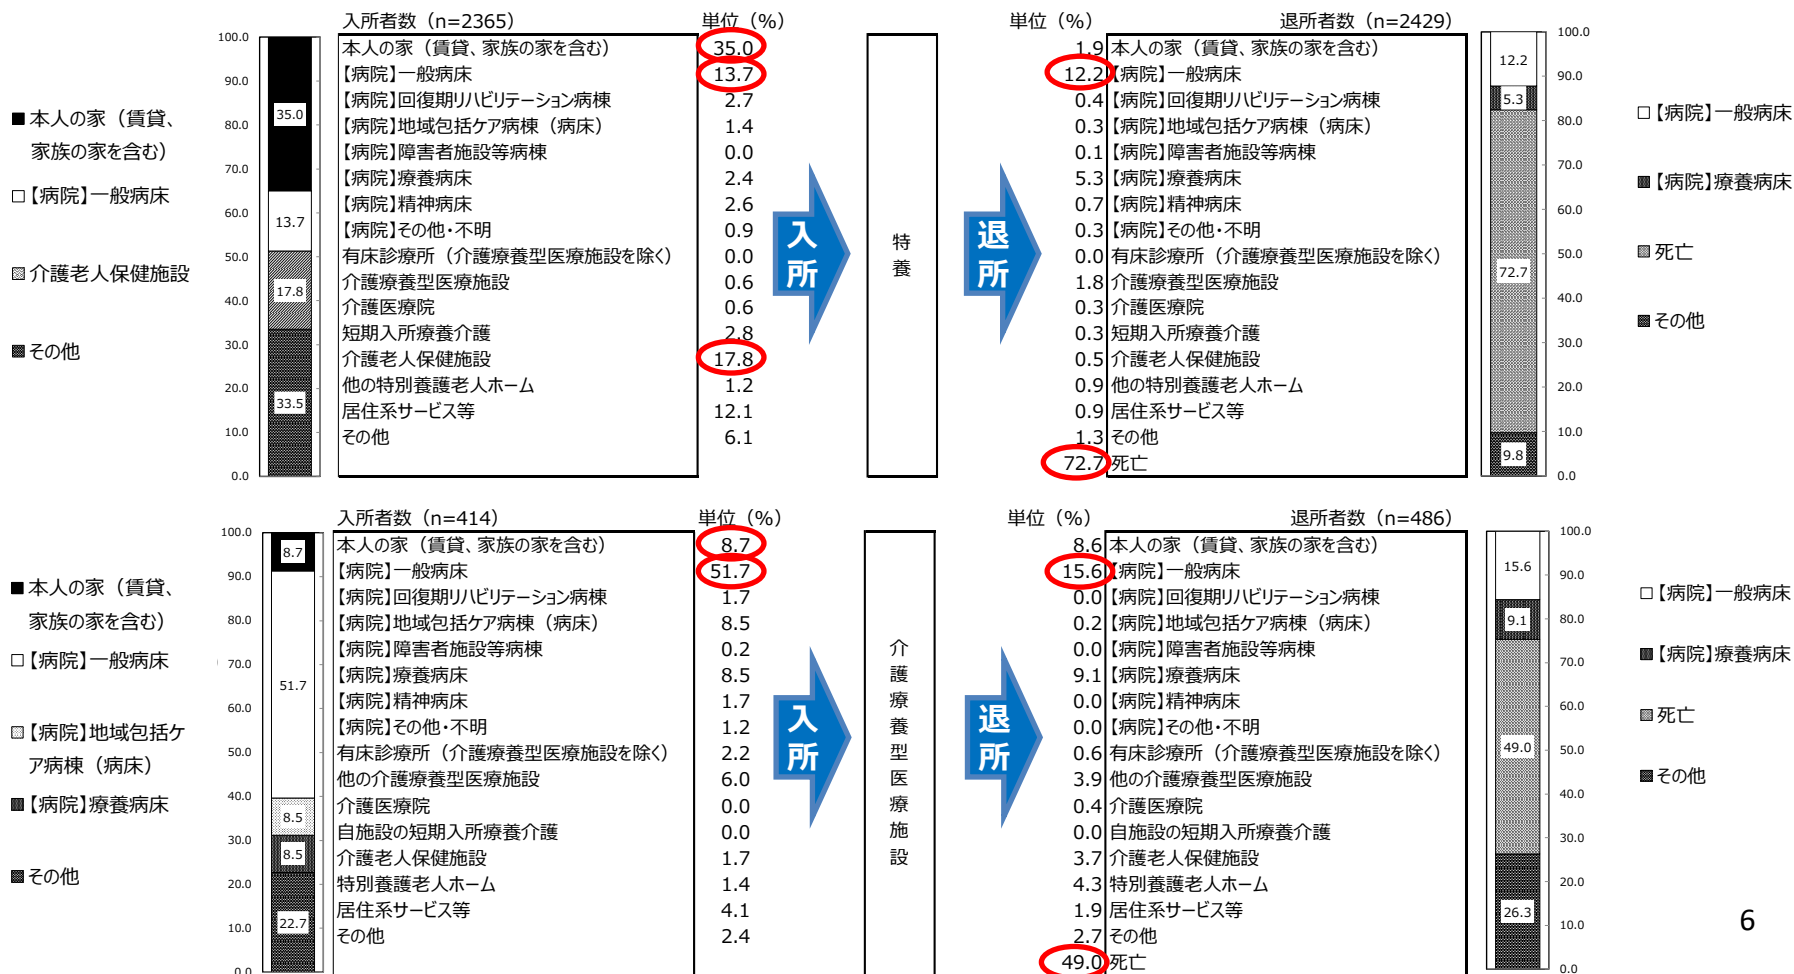 入所者数（n=2365）
単位（%）
本人の家（賃貸、家族の家を含む） 35.0
【病院】一般病床 13.7
【病院】回復期リハビリテーション病棟 2.7
【病院】地域包括ケア病棟（病床） 1.4
【病院】障害者施設等病棟 0.0
【病院】療養病床 2.4
【病院】精神病床 2.6
【病院】その他・不明 0.9
有床診療所（介護療養型医療施設を除く） 0.0
介護療養型医療施設 0.6
介護医療院 0.6
短期入所療養介護 2.8
介護老人保健施設 17.8
他の特別養護老人ホーム 1.2
居住系サービス等 12.1
その他 6.1
100.0
90.0
80.0
70.0
60.0
50.0
40.0
30.0
20.0
10.0
0.0
35.0
13.7
17.8
33.5
■本人の家（賃貸、
家族の家を含む）
□【病院】一般病床
介護老人保健施設
その他
入所
特養
退所
単位（%）
退所者数（n=2429）
1.9 本人の家（賃貸、家族の家を含む）
12.2 【病院】一般病床
0.4 【病院】回復期リハビリテーション病棟
0.3 【病院】地域包括ケア病棟（病床）
0.1 【病院】障害者施設等病棟
5.3 【病院】療養病床
0.7 【病院】精神病床
0.3 【病院】その他・不明
0.0 有床診療所（介護療養型医療施設を除く）
1.8 介護療養型医療施設
0.3 介護医療院
0.3 短期入所療養介護
0.5 介護老人保健施設
0.9 他の特別養護老人ホーム
0.9 居住系サービス等
1.3 その他
72.7 死亡
12.2
5.3
72.7
9.8
100.0
90.0
80.0
70.0
60.0
50.0
40.0
30.0
20.0
10.0
0.0
□【病院】一般病床
【病院】療養病床
死亡
その他
入所者数（n=414）
単位（%）
本人の家（賃貸、家族の家を含む） 8.7
【病院】一般病床 51.7
【病院】回復期リハビリテーション病棟 1.7
【病院】地域包括ケア病棟（病床） 8.5
【病院】障害者施設等病棟 0.2
【病院】療養病床 8.5
【病院】精神病床 1.7
【病院】その他・不明 1.2
有床診療所（介護療養型医療施設を除く） 2.2
他の介護療養型医療施設 6.0
介護医療院 0.0
自施設の短期入所療養介護 0.0
介護老人保健施設 1.7
特別養護老人ホーム 1.4
居住系サービス等 4.1
その他 2.4
100.0
90.0
80.0
70.0
60.0
50.0
40.0
30.0
20.0
10.0
0.0
8.7
51.7
8.5
8.5
22.7
■本人の家（賃貸、
家族の家を含む）
□【病院】一般病床
【病院】地域包括ケ
ア病棟（病床）
【病院】療養病床
その他
入所
介護療養型医療施設
退所
単位（%）
退所者数（n=486）
8.6 本人の家（賃貸、家族の家を含む）
15.6 【病院】一般病床
0.0 【病院】回復期リハビリテーション病棟
0.2 【病院】地域包括ケア病棟（病床）
0.0 【病院】障害者施設等病棟
9.1 【病院】療養病床
0.0 【病院】精神病床
0.0 【病院】その他・不明
0.6 有床診療所（介護療養型医療施設を除く）
3.9 他の介護療養型医療施設
0.4 介護医療院
0.0 自施設の短期入所療養介護
3.7 介護老人保健施設
4.3 特別養護老人ホーム
1.9 居住系サービス等
2.7 その他
49.0 死亡
15.6
9.1
49.0
26.3
100.0
90.0
80.0
70.0
60.0
50.0
40.0
30.0
20.0
10.0
0.0
□【病院】一般病床
【病院】療養病床
死亡
その他
6